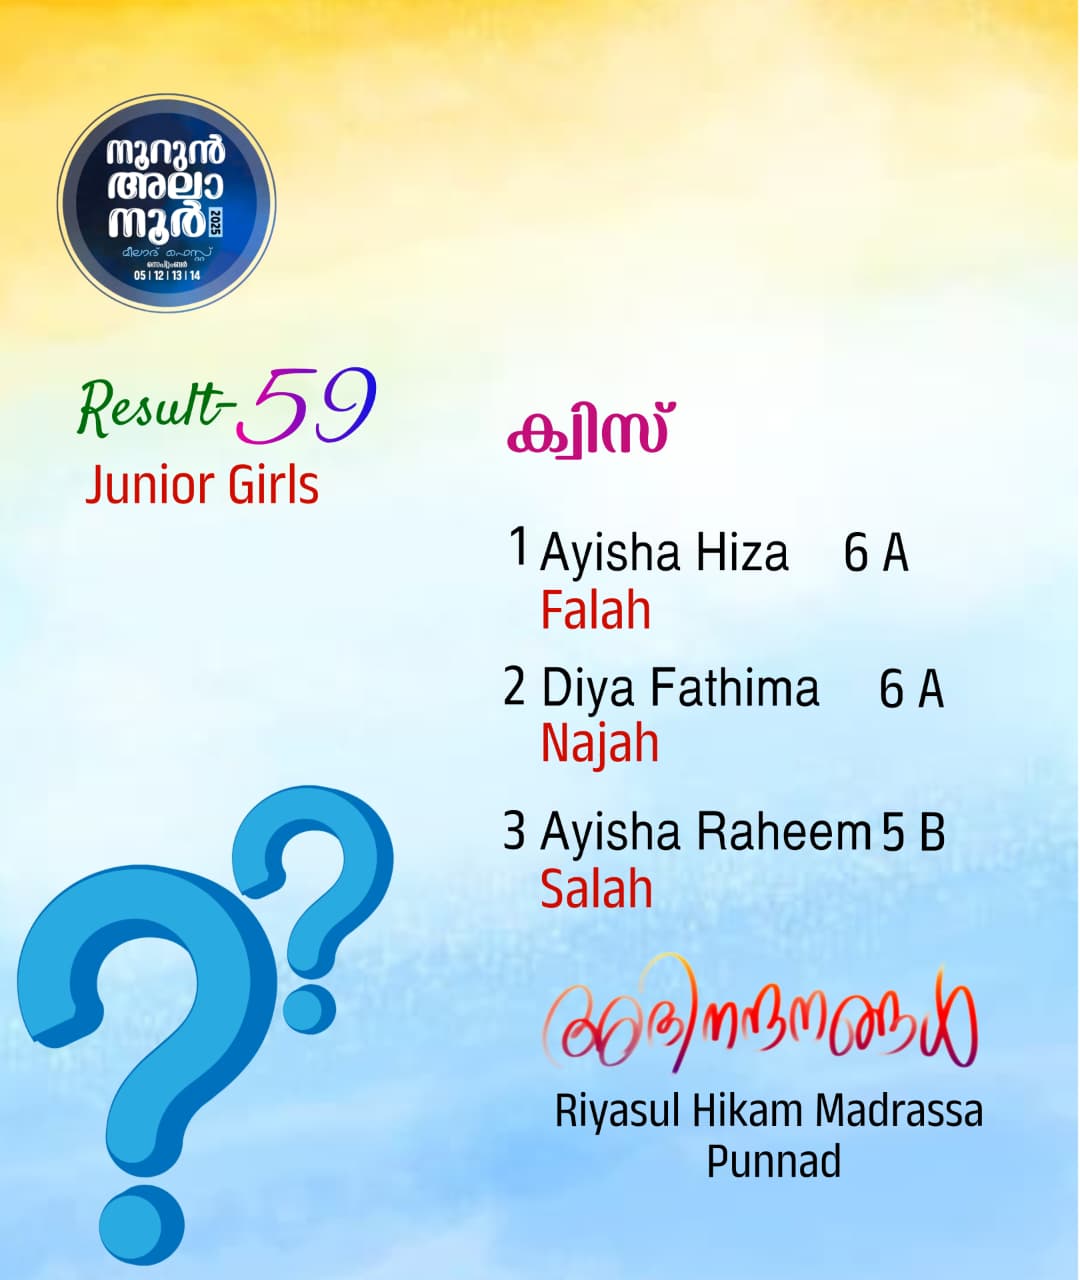 നൂറുൻ
അലാ
നൂർ 2025
മീലാദ് ഫെസ്റ്റ്
സെപ്റ്റംബർ
05 | 12 | 13 | 14
Result-59
Junior Girls
ക്വിസ്
1 Ayisha Hiza 6 A
Falah
2 Diya Fathima 6 A
Najah
3 Ayisha Raheem 5 B
Salah
അഭിനന്ദനങ്ങൾ
Riyasul Hikam Madrassa
Punnad